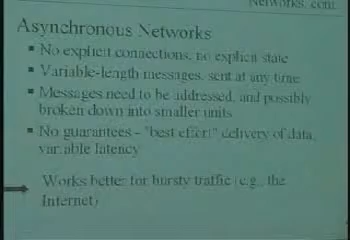 Networks, cont.
Asynchronous Networks
▪ No explicit connections, no explicit state
▪ Variable-length messages, sent at any time
▪ Messages need to be addressed, and possibly
broken down into smaller units
▪ No guarantees - "best effort" delivery of data,
variable latency
Works better for bursty traffic (e.g., the
Internet)